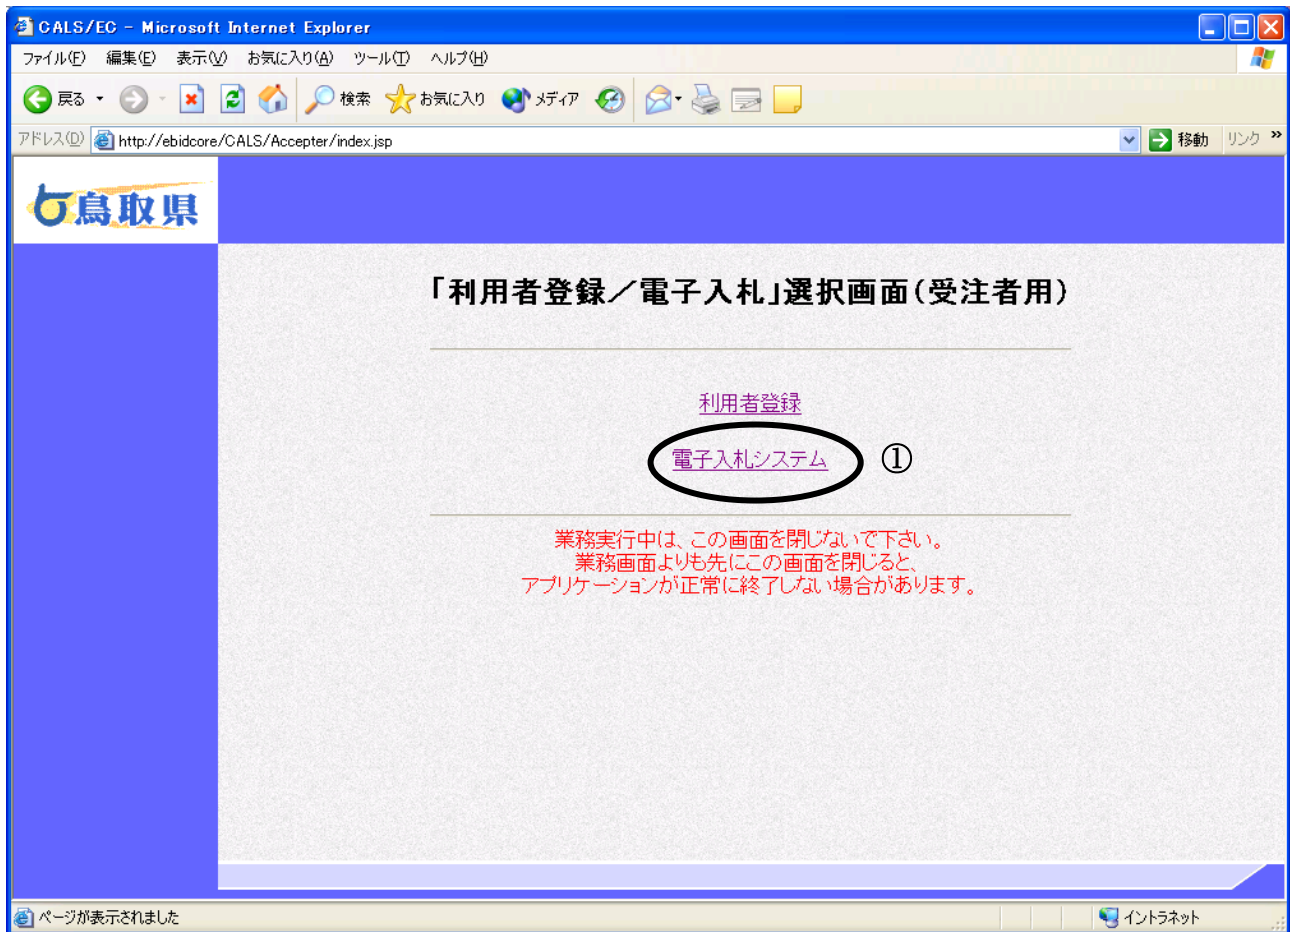 CALS/EC - Microsoft Internet Explorer
ファイル(F) 編集(E) 表示(V) お気に入り(A) ツール(T) ヘルプ(H)
戻る 検索 お気に入り メディア
アドレス(D) http://ebidcore/CALS/Accepter/index.jsp 移動 リンク »
鳥取県
「利用者登録/電子入札」選択画面(受注者用)
利用者登録
電子入札システム ①
業務実行中は、この画面を閉じないで下さい。
業務画面よりも先にこの画面を閉じると、
アプリケーションが正常に終了しない場合があります。
ページが表示されました イントラネット